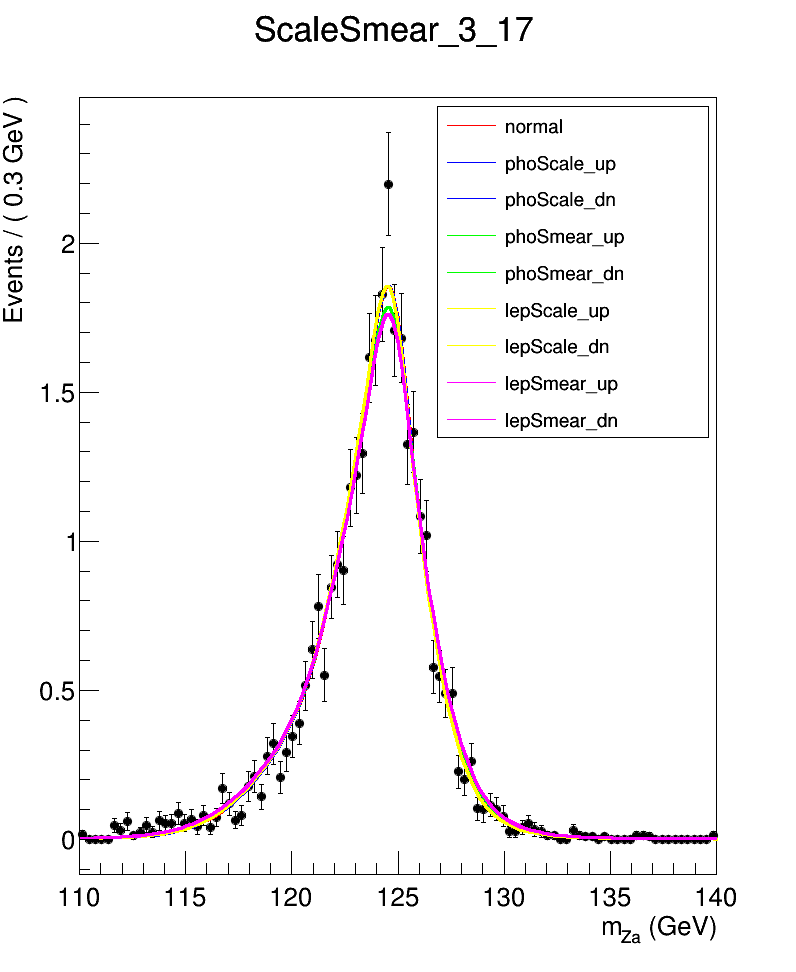 ScaleSmear_3_17
Events / ( 0.3 GeV )
normal
phoScale_up
phoScale_dn
phoSmear_up
phoSmear_dn
lepScale_up
lepScale_dn
lepSmear_up
lepSmear_dn
2
1.5
1
0.5
0
110 115 120 125 130 135 140
m_Za (GeV)